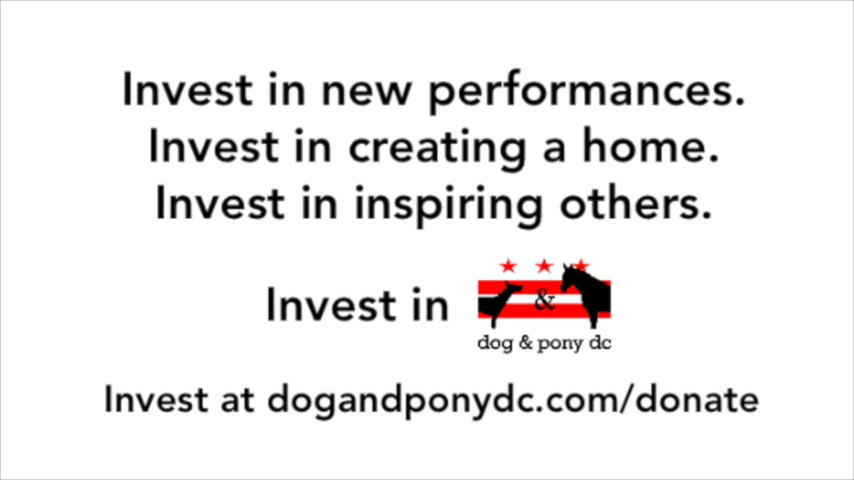 Invest in new performances.
Invest in creating a home.
Invest in inspiring others.
Invest in
&
dog & pony dc
Invest at dogandponydc.com/donate